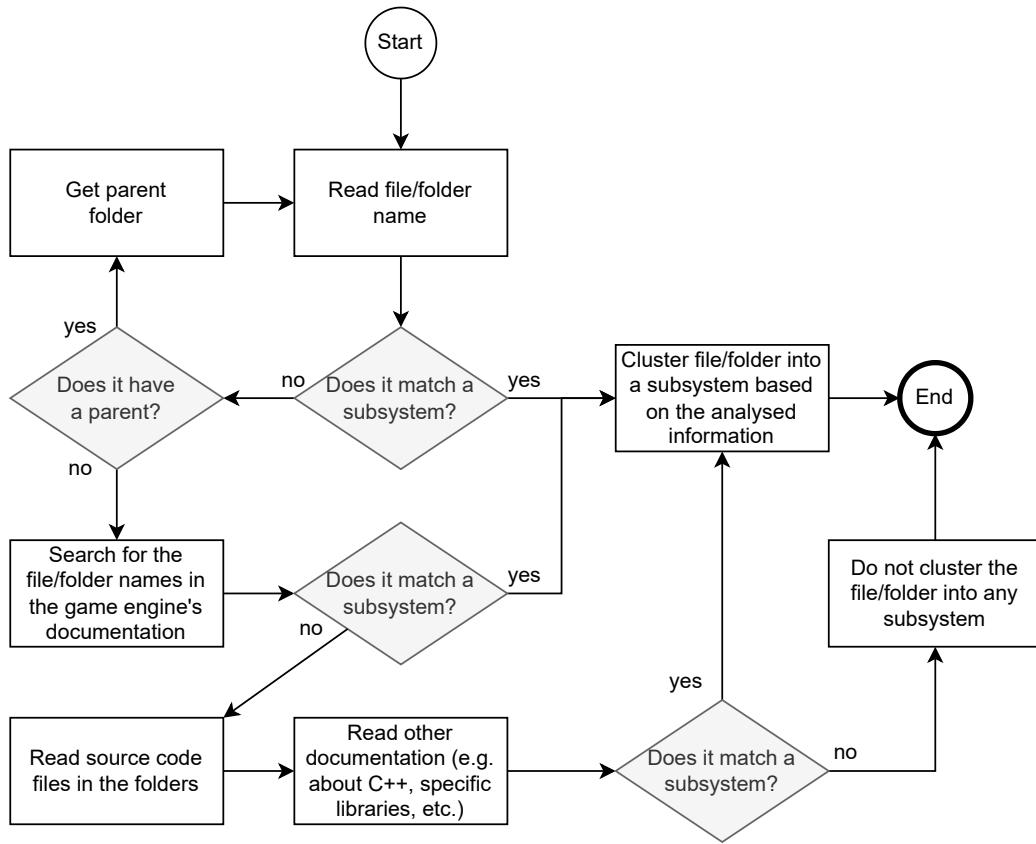 Start
Get parent
folder
Read file/folder
name
yes
Does it have
a parent?
no
no
Does it match a
subsystem?
yes
Cluster file/folder into
a subsystem based
on the analysed
information
End
Search for the
file/folder names in
the game engine's
documentation
Does it match a
subsystem?
yes
no
Do not cluster the
file/folder into any
subsystem
Read source code
files in the folders
Read other
documentation (e.g.
about C++, specific
libraries, etc.)
yes
Does it match a
subsystem?
no